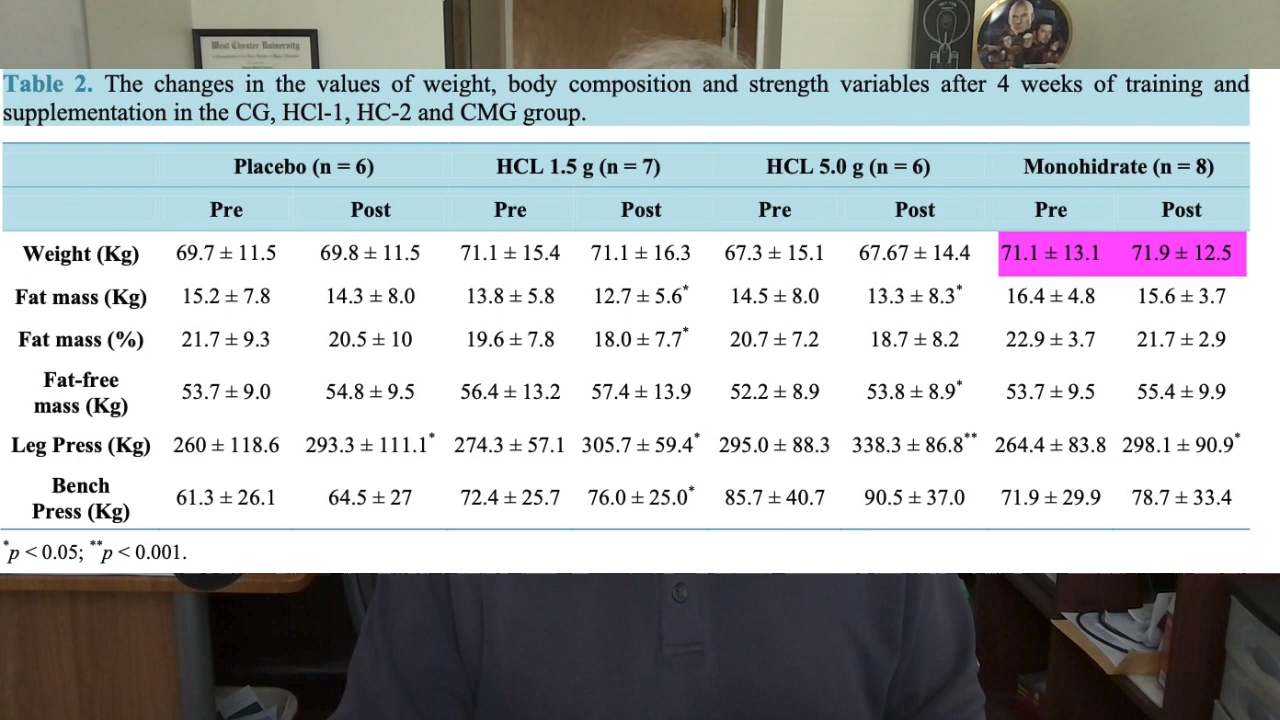 West Chester University
Table 2. The changes in the values of weight, body composition and strength variables after 4 weeks of training and
supplementation in the CG, HCl-1, HC-2 and CMG group.
Placebo (n = 6) HCL 1.5 g (n = 7) HCL 5.0 g (n = 6) Monohidrate (n = 8)
Pre Post Pre Post Pre Post Pre Post
Weight (Kg) 69.7 ± 11.5 69.8 ± 11.5 71.1 ± 15.4 71.1 ± 16.3 67.3 ± 15.1 67.67 ± 14.4 71.1 ± 13.1 71.9 ± 12.5
Fat mass (Kg) 15.2 ± 7.8 14.3 ± 8.0 13.8 ± 5.8 12.7 ± 5.6* 14.5 ± 8.0 13.3 ± 8.3* 16.4 ± 4.8 15.6 ± 3.7
Fat mass (%) 21.7 ± 9.3 20.5 ± 10 19.6 ± 7.8 18.0 ± 7.7* 20.7 ± 7.2 18.7 ± 8.2 22.9 ± 3.7 21.7 ± 2.9
Fat-free
mass (Kg) 53.7 ± 9.0 54.8 ± 9.5 56.4 ± 13.2 57.4 ± 13.9 52.2 ± 8.9 53.8 ± 8.9* 53.7 ± 9.5 55.4 ± 9.9
Leg Press (Kg) 260 ± 118.6 293.3 ± 111.1* 274.3 ± 57.1 305.7 ± 59.4* 295.0 ± 88.3 338.3 ± 86.8** 264.4 ± 83.8 298.1 ± 90.9*
Bench
Press (Kg) 61.3 ± 26.1 64.5 ± 27 72.4 ± 25.7 76.0 ± 25.0* 85.7 ± 40.7 90.5 ± 37.0 71.9 ± 29.9 78.7 ± 33.4
*p < 0.05; **p < 0.001.